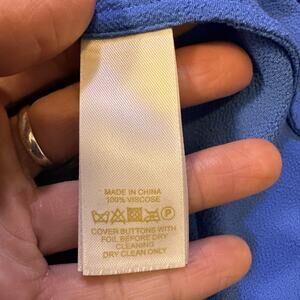 MADE IN CHINA
100% VISCOSE
P
COVER BUTTONS WITH
FOIL BEFORE DRY
CLEANING
DRY CLEAN ONLY